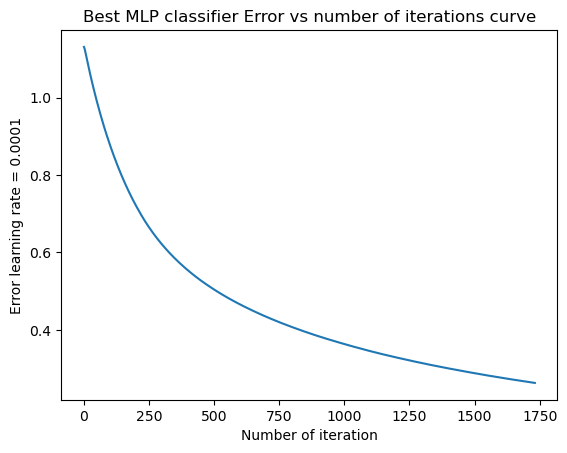 Best MLP classifier Error vs number of iterations curve
Error learning rate = 0.0001
1.0
0.8
0.6
0.4
0 250 500 750 1000 1250 1500 1750
Number of iteration